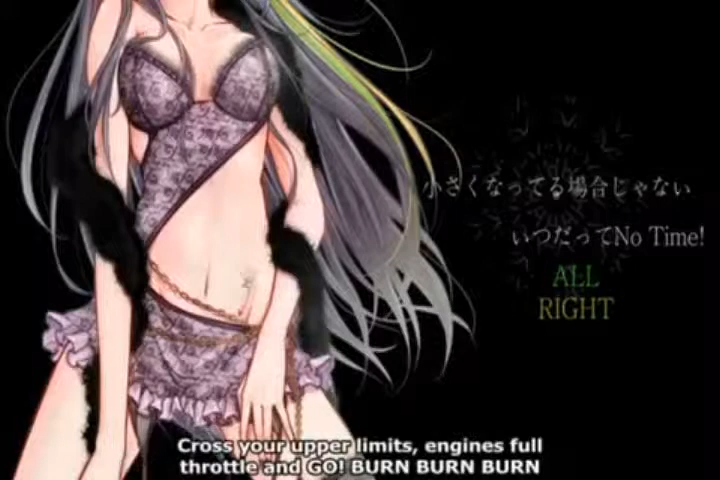 小さくなってる場合じゃない
いつだってNo Time!
ALL
RIGHT
Cross your upper limits, engines full
throttle and GO! BURN BURN BURN